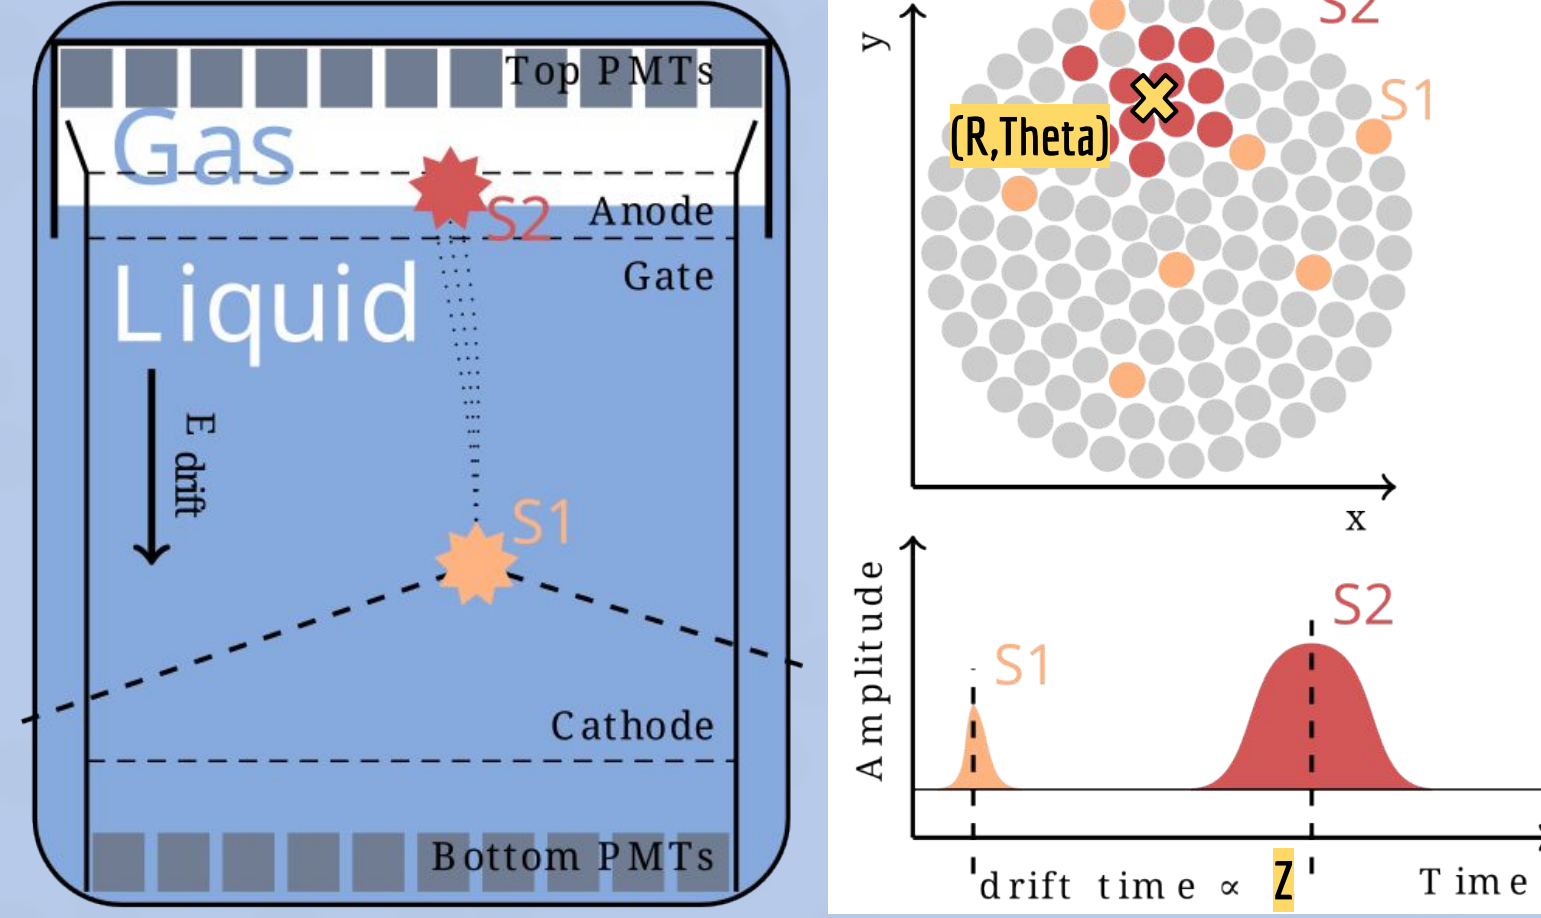 Top PMTs
Gas
S2
Anode
Gate
Liquid
E drift
S1
Cathode
Bottom PMTs
S2
y
S1
(R,Theta)
x
Amplitude
S1
S2
drift time ∝ Z
Time